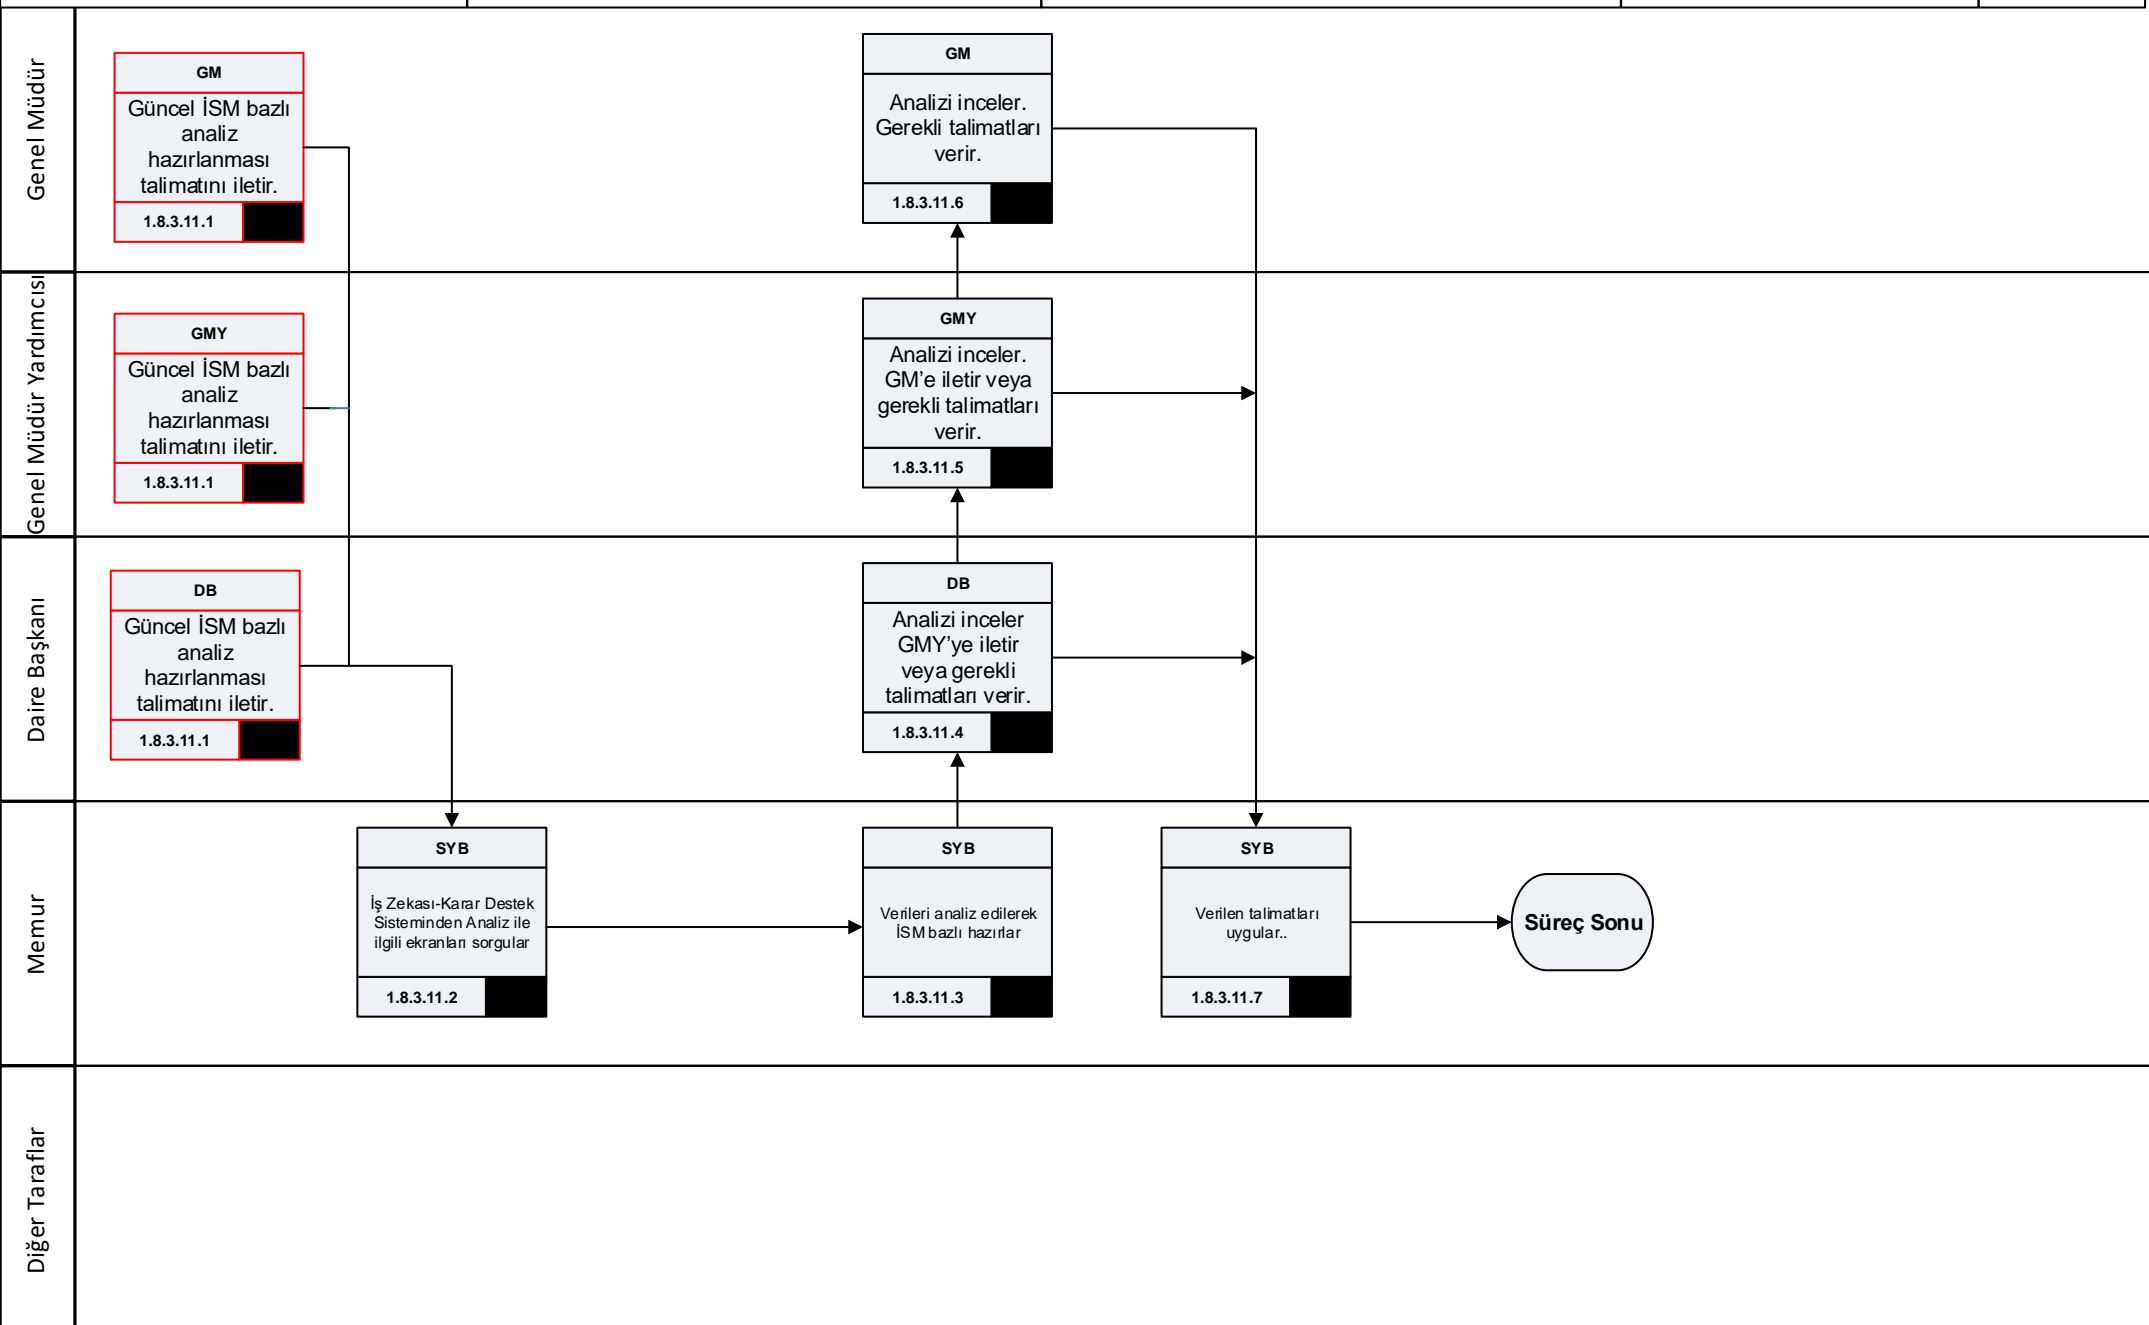 Genel Müdür
GM
Güncel İSM bazlı
analiz
hazırlanması
talimatını iletir.
1.8.3.11.1
GM
Analizi inceler.
Gerekli talimatları
verir.
1.8.3.11.6
Genel Müdür Yardımcısı
GMY
Güncel İSM bazlı
analiz
hazırlanması
talimatını iletir.
1.8.3.11.1
GMY
Analizi inceler.
GM’e iletir veya
gerekli talimatları
verir.
1.8.3.11.5
Daire Başkanı
DB
Güncel İSM bazlı
analiz
hazırlanması
talimatını iletir.
1.8.3.11.1
DB
Analizi inceler
GMY’ye iletir
veya gerekli
talimatları verir.
1.8.3.11.4
Memur
SYB
İş Zekası-Karar Destek
Sisteminden Analiz ile
ilgili ekranları sorgular
1.8.3.11.2
SYB
Verileri analiz edilerek
İSM bazlı hazırlar
1.8.3.11.3
SYB
Verilen talimatları
uygular..
1.8.3.11.7
Süreç Sonu
Diğer Taraflar